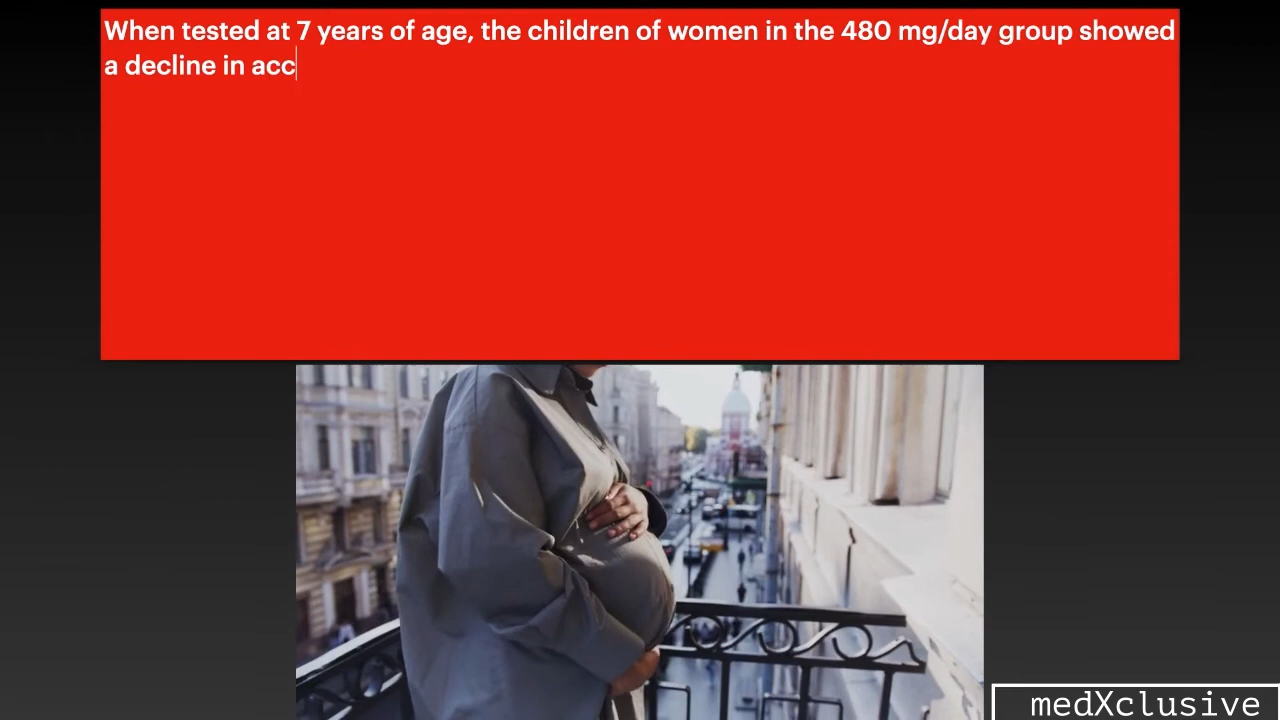 When tested at 7 years of age, the children of women in the 480 mg/day group showed
a decline in acc
medXclusive